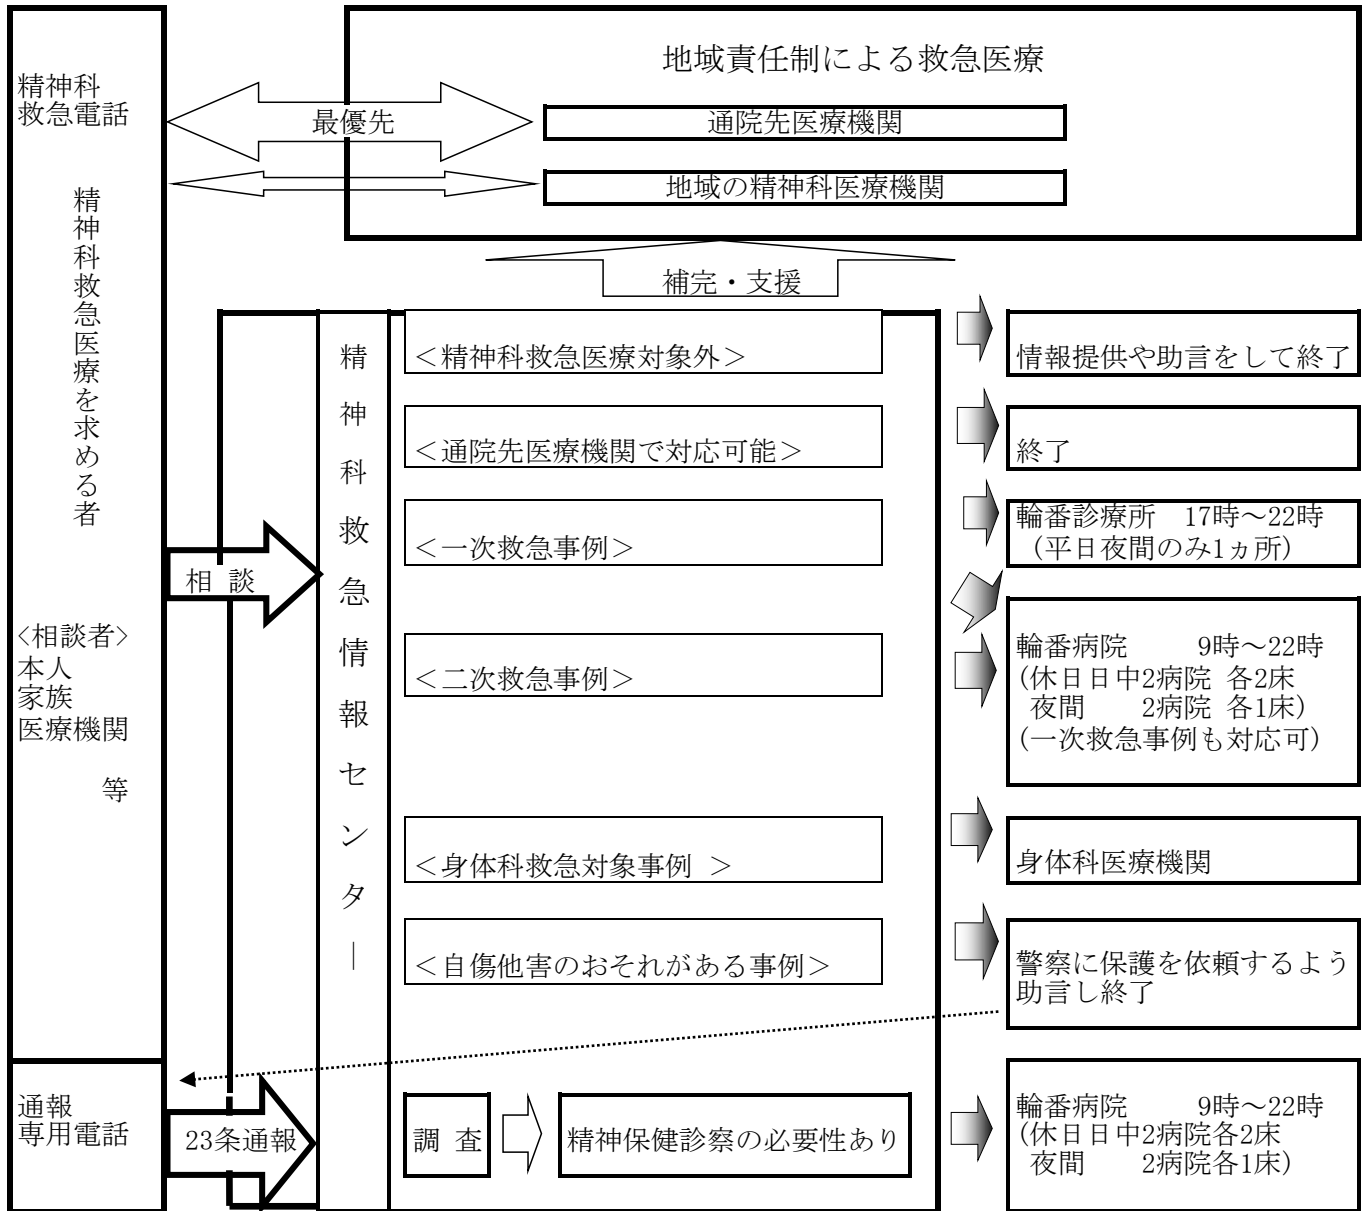 精神科
救急電話
精神科救急医療を求める者
<相談者>
本人
家族
医療機関
等
地域責任制による救急医療
最優先
通院先医療機関
地域の精神科医療機関
補完・支援
相 談
精神科救急情報センター
＜精神科救急医療対象外＞
情報提供や助言をして終了
＜通院先医療機関で対応可能＞
終了
＜一次救急事例＞
輪番診療所 17時～22時
（平日夜間のみ1ヵ所）
＜二次救急事例＞
輪番病院 9時～22時
(休日日中2病院 各2床
夜間 2病院 各1床)
(一次救急事例も対応可)
＜身体科救急対象事例 ＞
身体科医療機関
＜自傷他害のおそれがある事例＞
警察に保護を依頼するよう
助言し終了
通報
専用電話
23条通報
調 査
精神保健診察の必要性あり
輪番病院 9時～22時
(休日日中2病院各2床
夜間 2病院各1床)